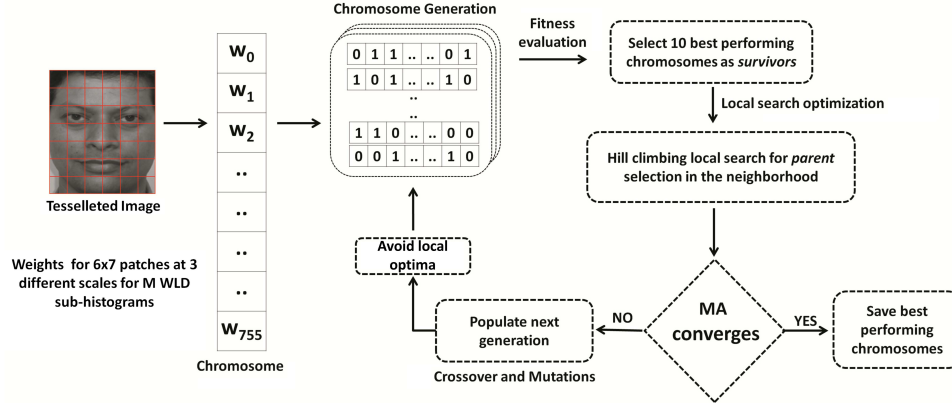 Chromosome Generation
Fitness
evaluation
Select 10 best performing
chromosomes as survivors
Local search optimization
Hill climbing local search for parent
selection in the neighborhood
MA
converges
YES
Save best
performing
chromosomes
NO
Populate next
generation
Crossover and Mutations
Avoid local
optima
0 1 1 .. .. 0 1
1 0 1 .. .. 1 0
..
..
1 1 0 .. .. 0 0
0 0 1 .. .. 1 0
W0
W1
W2
..
..
..
..
W755
Chromosome
Tesselleted Image
Weights for 6x7 patches at 3
different scales for M WLD
sub-histograms